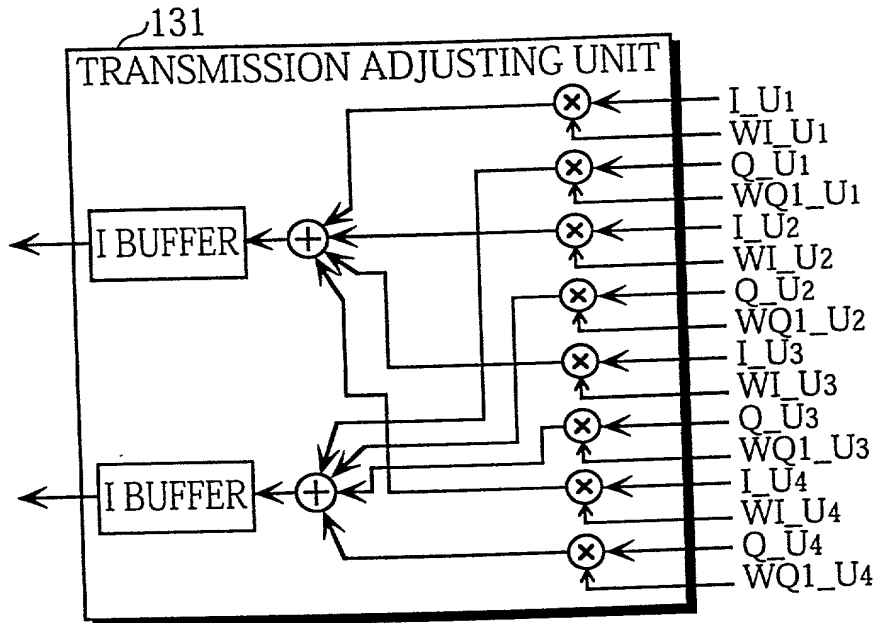 131
TRANSMISSION ADJUSTING UNIT
I_U1
WI_U1
Q_U1
WQ1_U1
I_U2
WI_U2
Q_U2
WQ1_U2
I_U3
WI_U3
Q_U3
WQ1_U3
I_U4
WI_U4
Q_U4
WQ1_U4
I BUFFER
I BUFFER